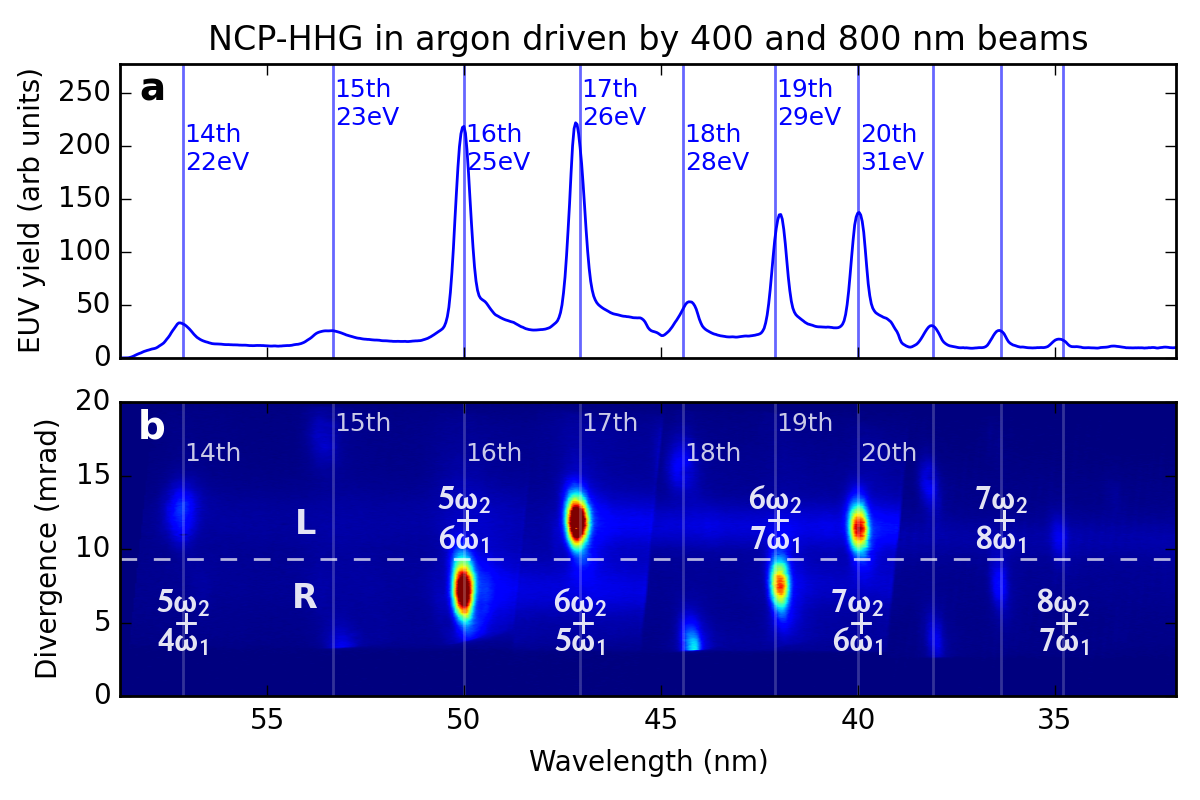 NCP-HHG in argon driven by 400 and 800 nm beams
a
EUV yield (arb units)
250
200
150
100
50
0
15th
23eV
17th
26eV
19th
29eV
14th
22eV
16th
25eV
18th
28eV
20th
31eV
b
Divergence (mrad)
20
15
10
5
0
15th
17th
19th
14th
16th
18th
20th
L
R
5ω₂
+
6ω₁
6ω₂
+
7ω₁
7ω₂
+
8ω₁
5ω₂
+
4ω₁
6ω₂
+
5ω₁
7ω₂
+
6ω₁
8ω₂
+
7ω₁
55
50
45
40
35
Wavelength (nm)